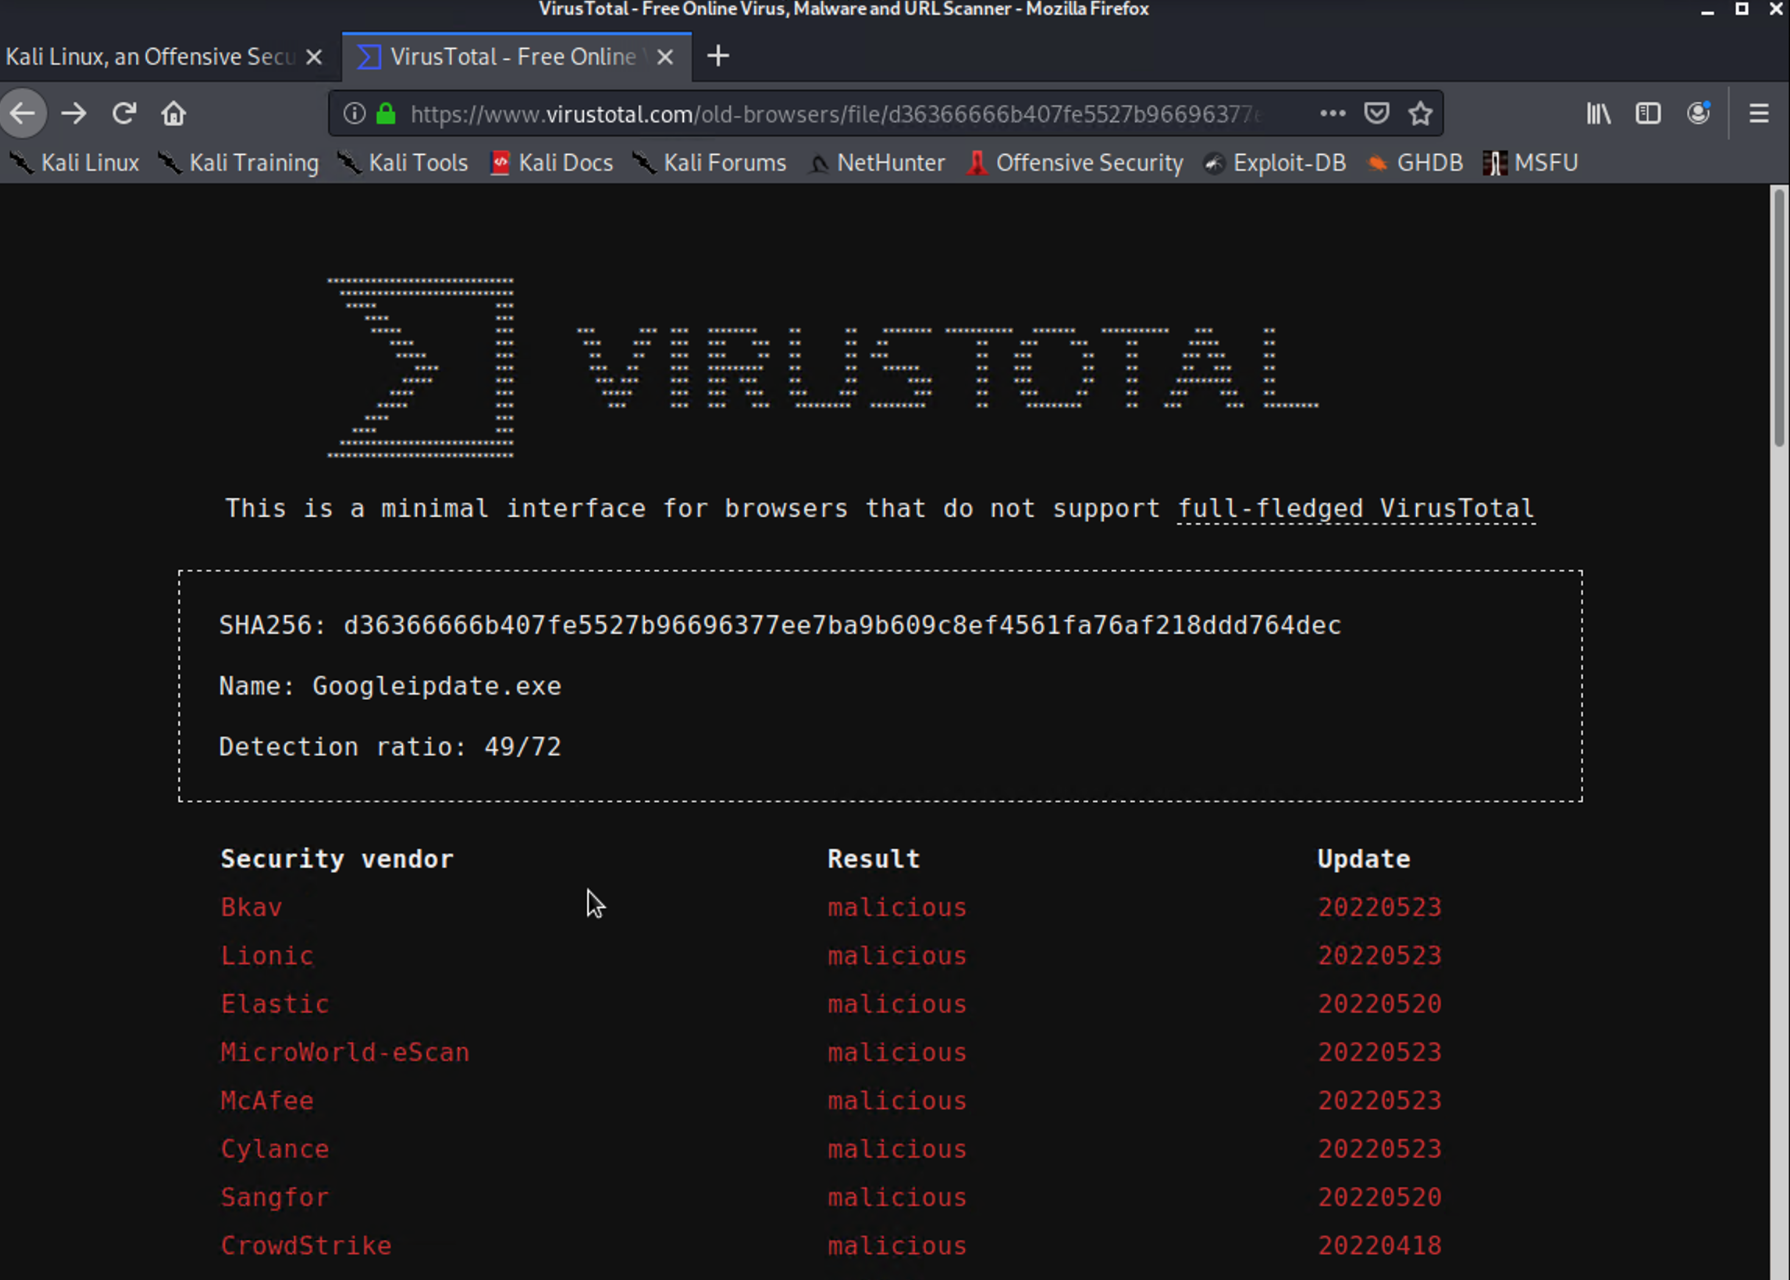 VirusTotal - Free Online Virus, Malware and URL Scanner - Mozilla Firefox
Kali Linux, an Offensive Secu
VirusTotal - Free Online
https://www.virustotal.com/old-browsers/file/d36366666b407fe5527b96696377e
Kali Linux Kali Training Kali Tools Kali Docs Kali Forums NetHunter Offensive Security Exploit-DB GHDB MSFU
VIRUSTOTAL
This is a minimal interface for browsers that do not support full-fledged VirusTotal
SHA256: d36366666b407fe5527b96696377ee7ba9b609c8ef4561fa76af218ddd764dec
Name: Googleipdate.exe
Detection ratio: 49/72
Security vendor Result Update
Bkav malicious 20220523
Lionic malicious 20220523
Elastic malicious 20220520
MicroWorld-eScan malicious 20220523
McAfee malicious 20220523
Cylance malicious 20220523
Sangfor malicious 20220520
CrowdStrike malicious 20220418